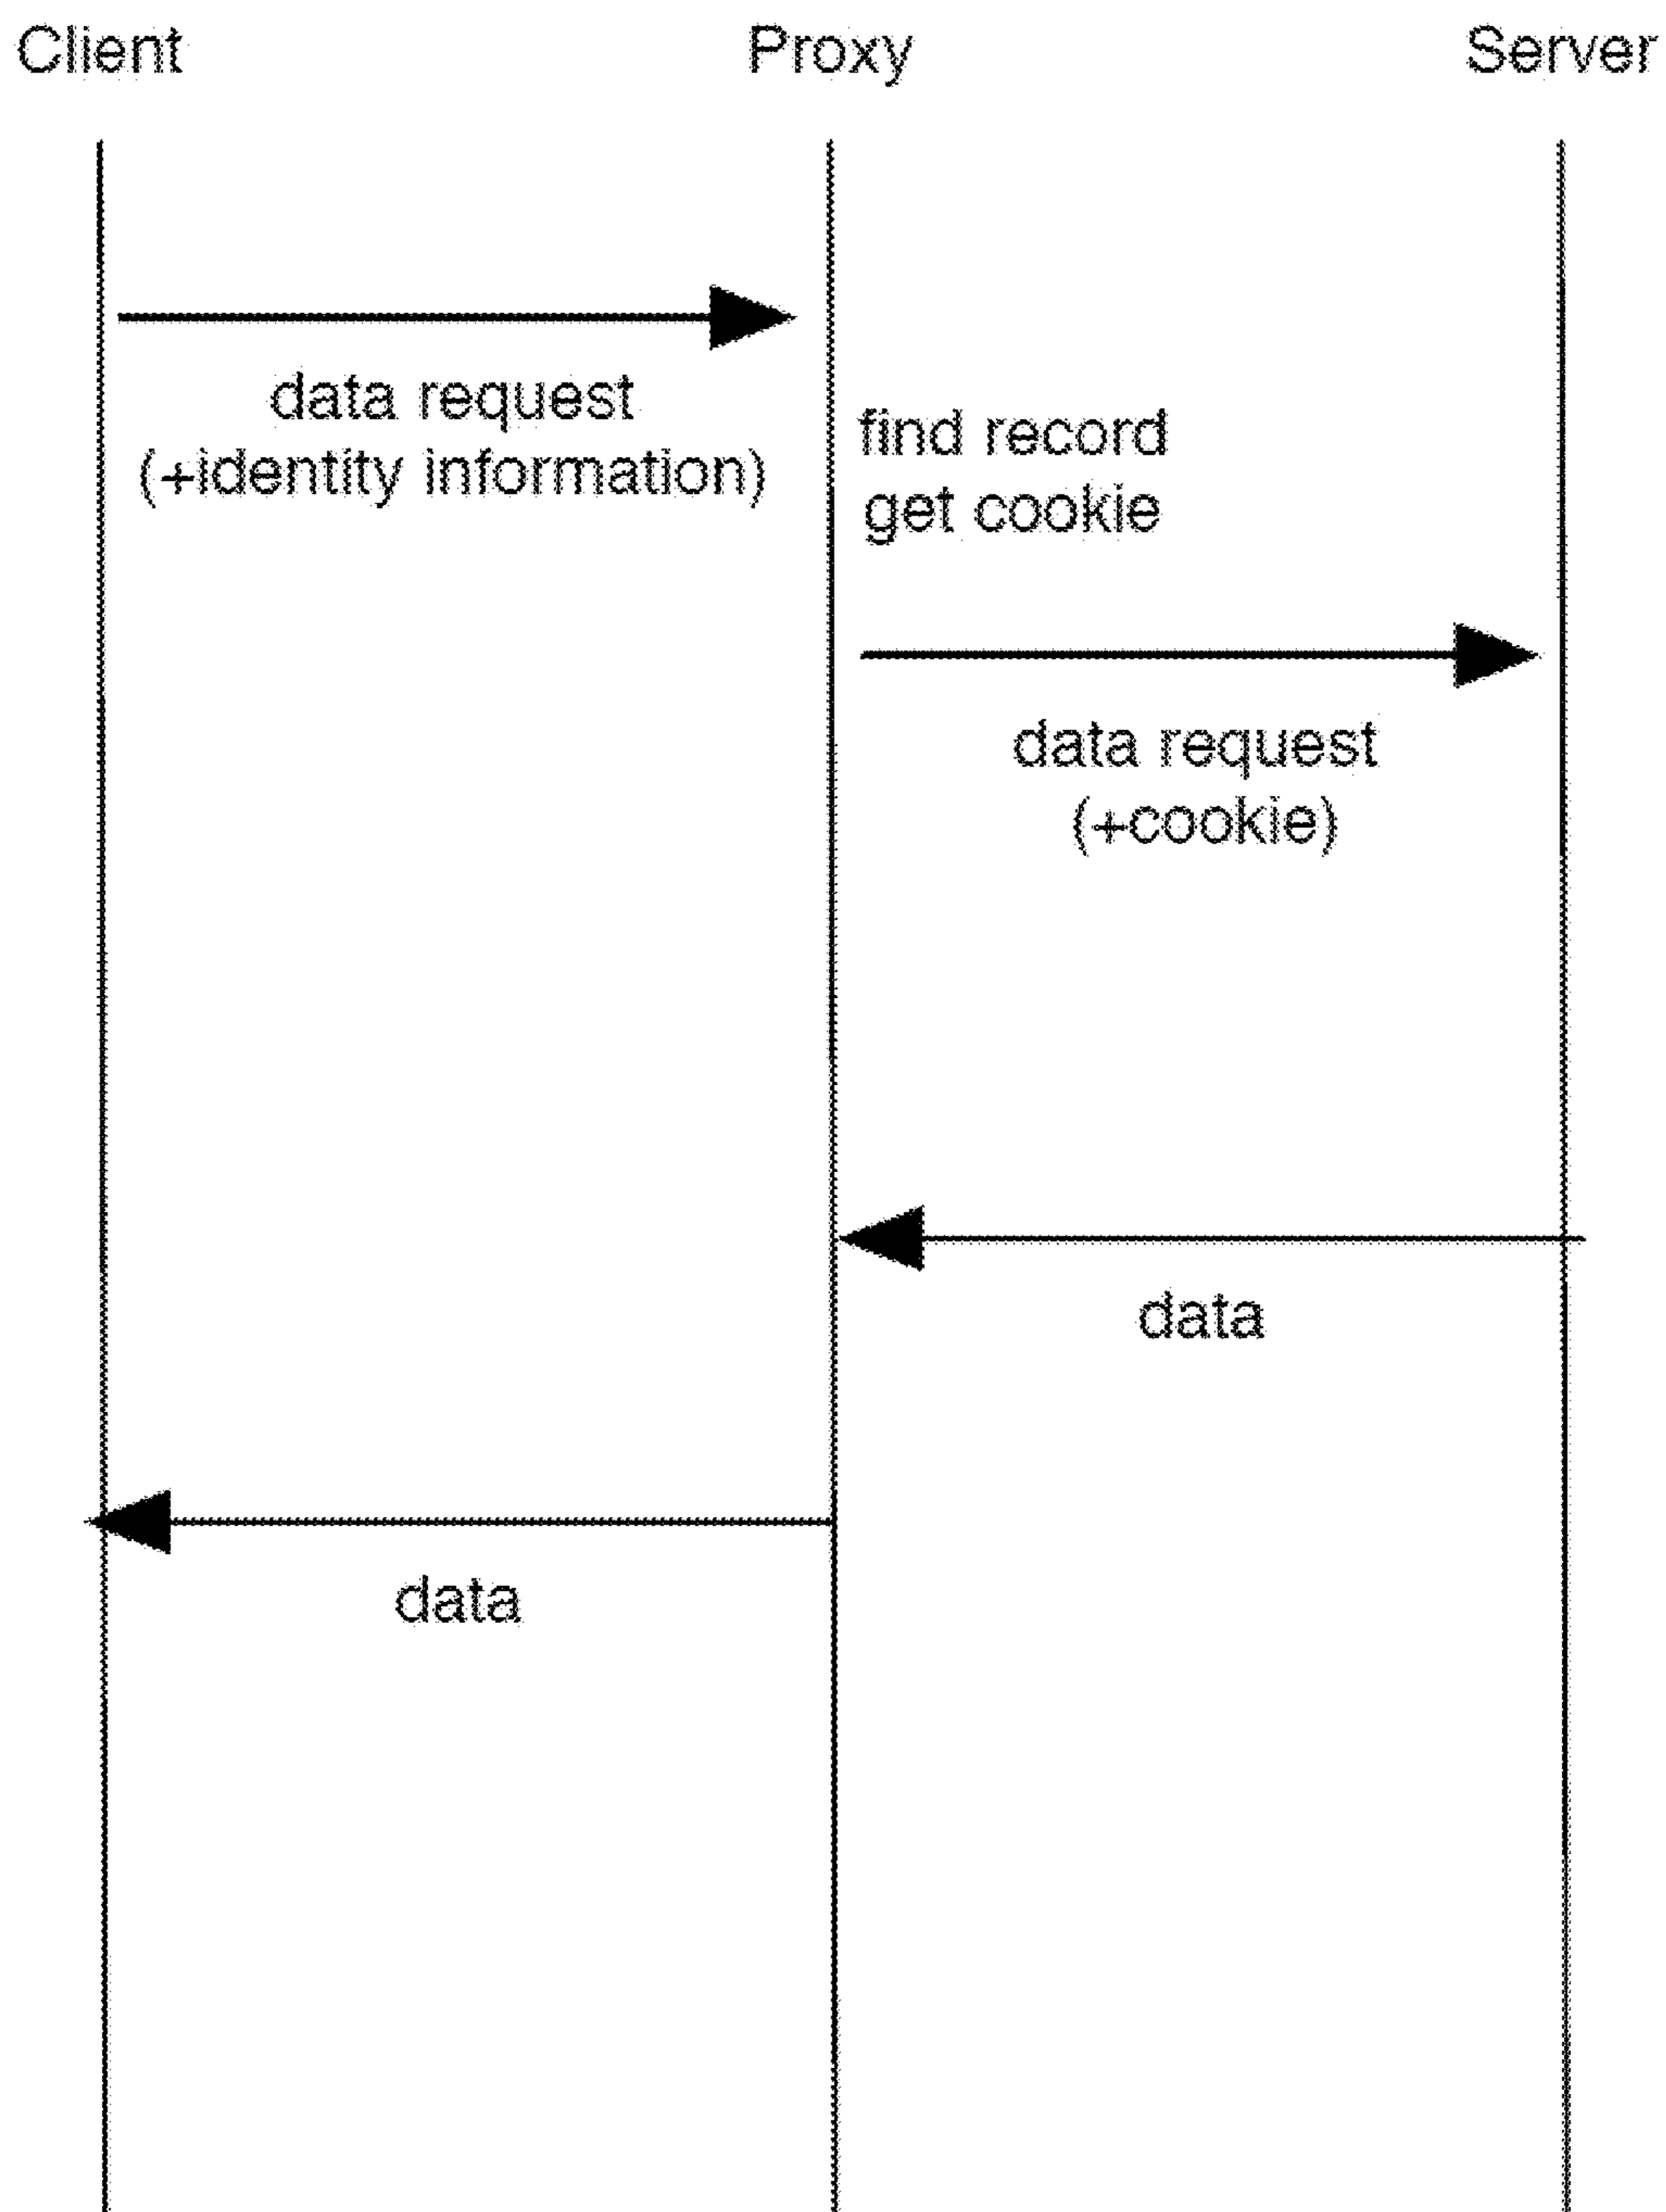 Client
Proxy
Server
data request
(+identity information)
find record
get cookie
data request
(+cookie)
data
data